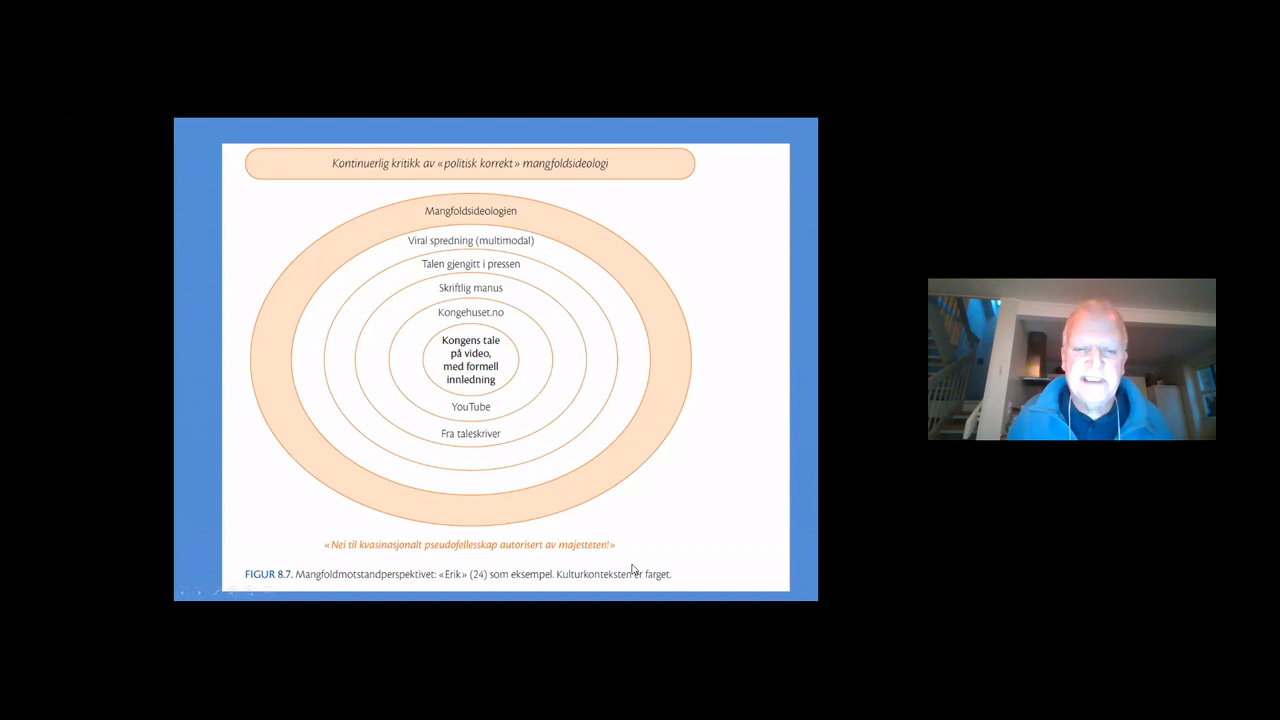 Kontinuerlig kritikk av «politisk korrekt» mangfoldsideologi
Mangfoldsideologien
Viral spredning (multimodal)
Talen gjengitt i pressen
Skriftlig manus
Kongehuset.no
Kongens tale
på video,
med formell
innledning
YouTube
Fra taleskriver
«Nei til kvasinasjonalt pseudofellesskap autorisert av majesteten!»
FIGUR 8.7. Mangfoldmotstandperspektivet: «Erik» (24) som eksempel. Kulturkonteksten er farget.